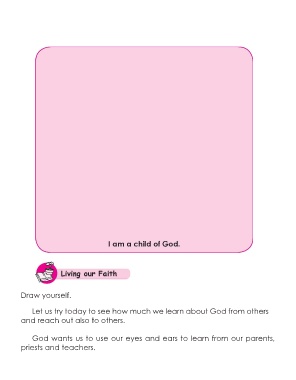 I am a child of God.
Living our Faith
Draw yourself.
Let us try today to see how much we learn about God from others
and reach out also to others.
God wants us to use our eyes and ears to learn from our parents,
priests and teachers.